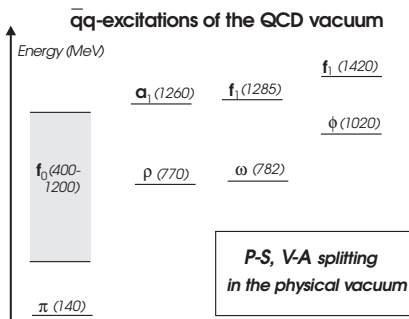 q̄q-excitations of the QCD vacuum
Energy (MeV)
f₁ (1420)
a₁ (1260)
f₁ (1285)
ϕ (1020)
f₀ (400-
1200)
ρ (770)
ω (782)
P-S, V-A splitting
in the physical vacuum
π (140)